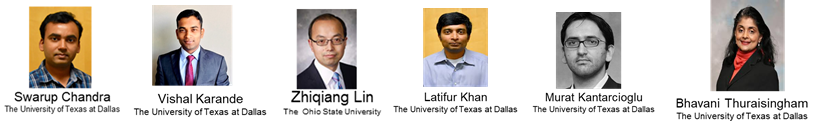 Swarup Chandra
The University of Texas at Dallas
Vishal Karande
The University of Texas at Dallas
Zhiqiang Lin
The Ohio State University
Latifur Khan
The University of Texas at Dallas
Murat Kantarcioglu
The University of Texas at Dallas
Bhavani Thuraisingham
The University of Texas at Dallas